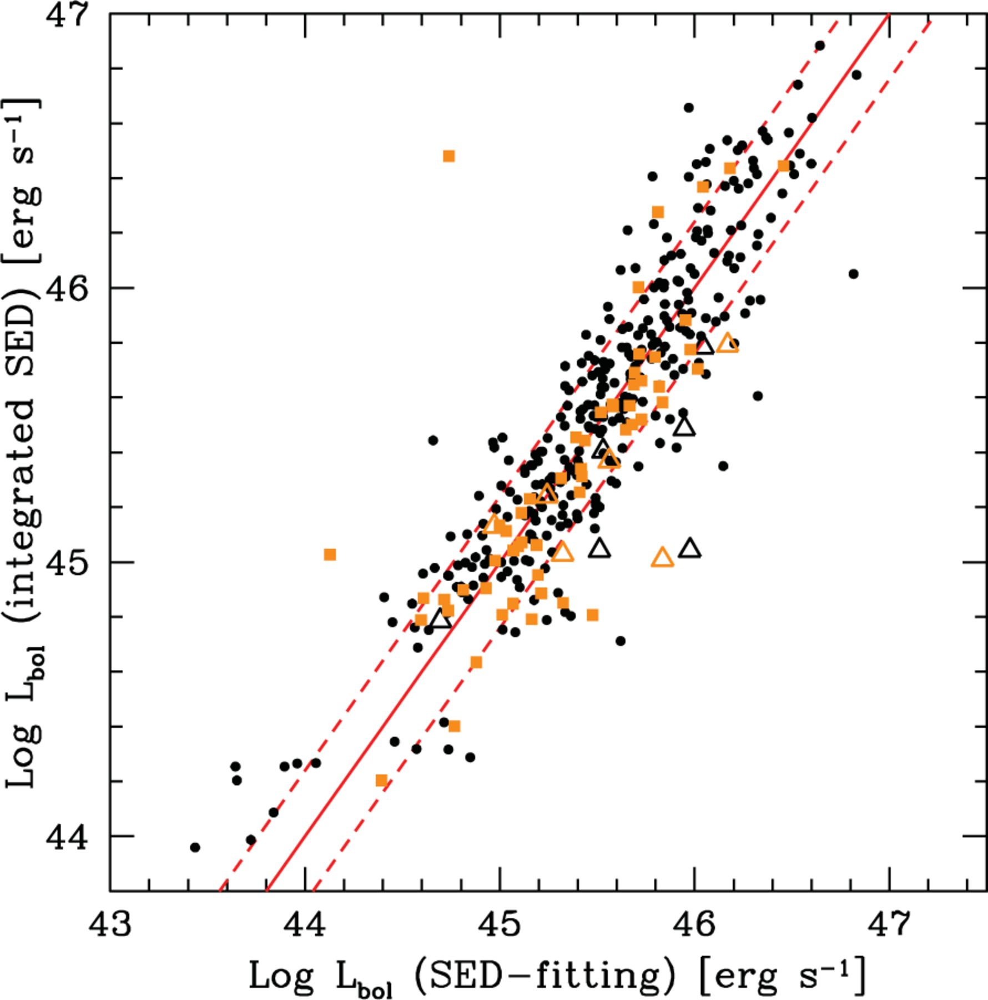 47
46
45
44
Log L_bol (integrated SED) [erg s⁻¹]
43 44 45 46 47
Log L_bol (SED−fitting) [erg s⁻¹]